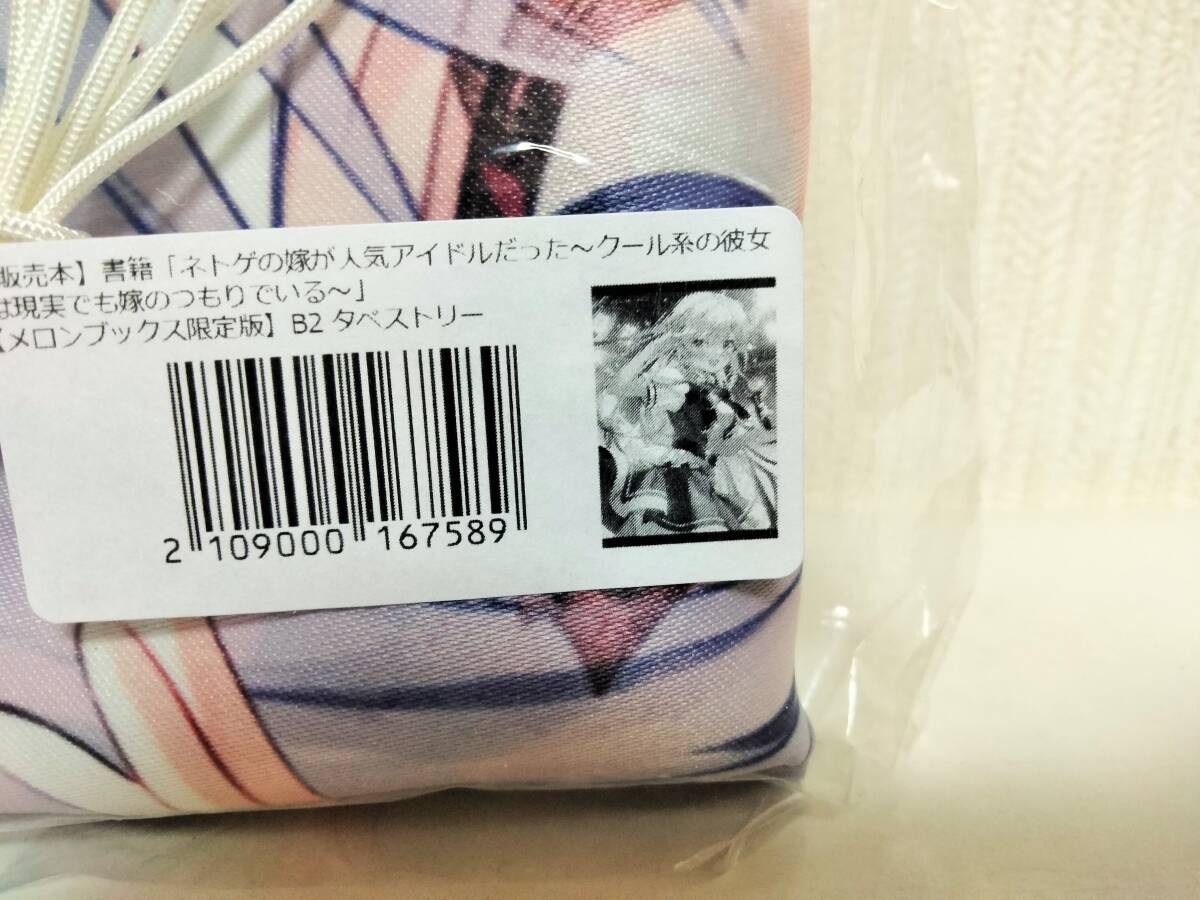 販売本】書籍「ネトゲの嫁が人気アイドルだった～クール系の彼女
は現実でも嫁のつもりでいる～」
【メロンブックス限定版】B2 タペストリー
2 109000 167589